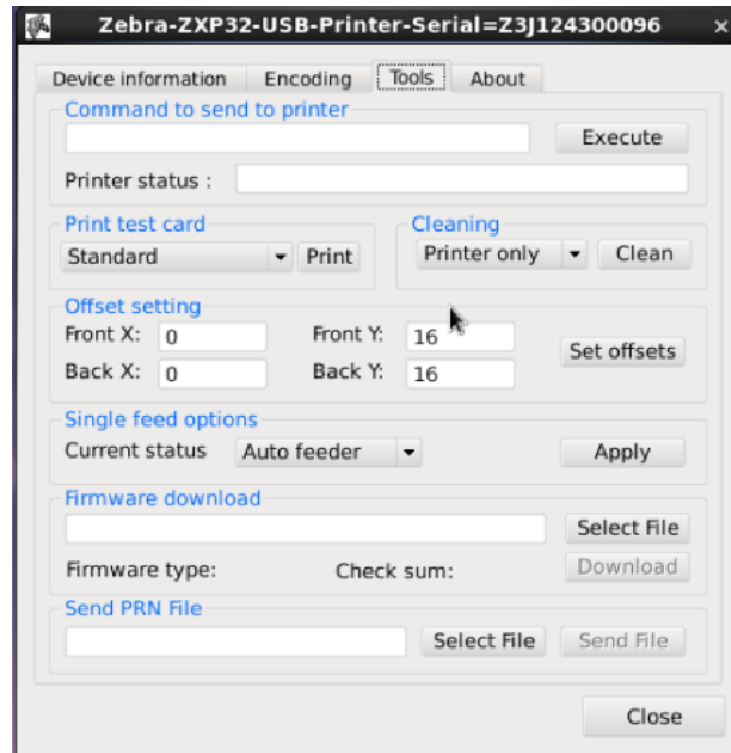 Zebra-ZXP32-USB-Printer-Serial=Z3J124300096
Device information Encoding Tools About
Command to send to printer
Execute
Printer status :
Print test card
Standard Print
Cleaning
Printer only Clean
Offset setting
Front X: 0 Front Y: 16
Back X: 0 Back Y: 16
Set offsets
Single feed options
Current status Auto feeder Apply
Firmware download
Select File
Firmware type: Check sum: Download
Send PRN File
Select File Send File
Close